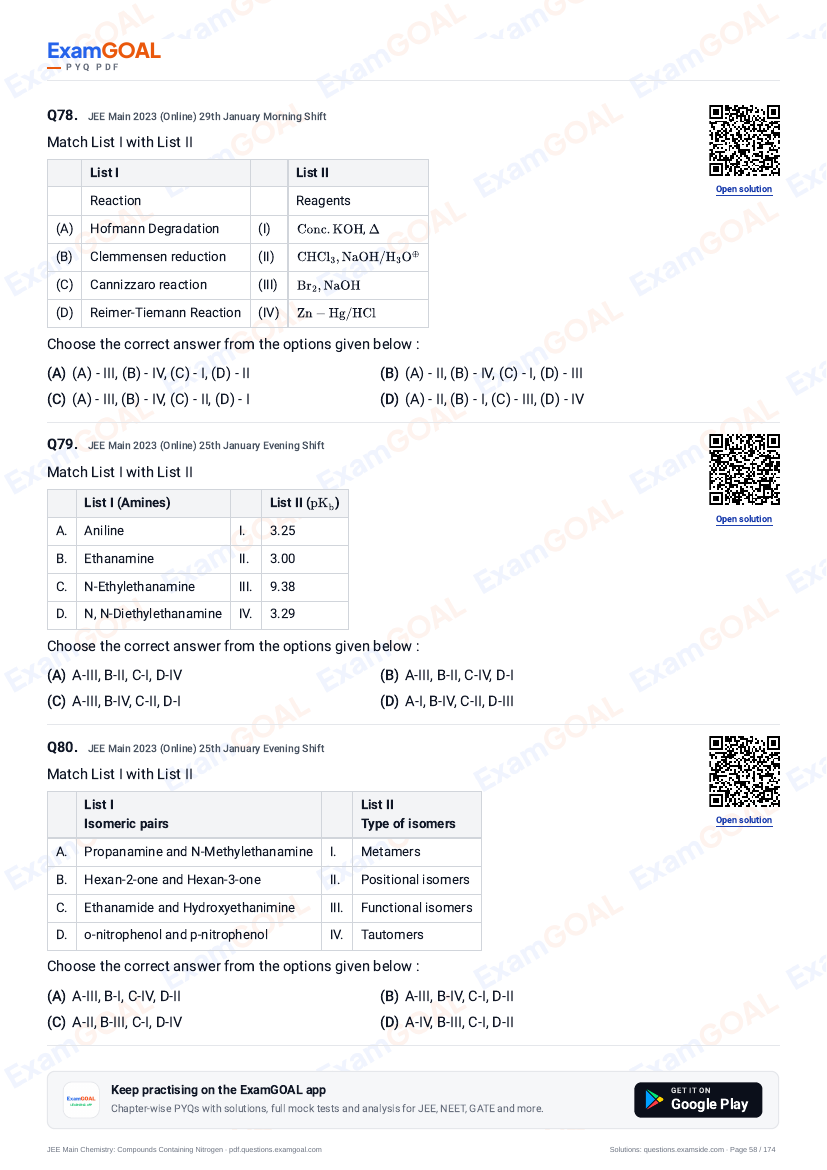 ExamGOAL
PYQ PDF
Q78. JEE Main 2023 (Online) 29th January Morning Shift
Match List I with List II
List I List II
Reaction Reagents
(A) Hofmann Degradation (I) Conc. KOH, Δ
(B) Clemmensen reduction (II) CHCl₃, NaOH/H₃O⊕
(C) Cannizzaro reaction (III) Br₂, NaOH
(D) Reimer-Tiemann Reaction (IV) Zn − Hg/HCl
Choose the correct answer from the options given below :
(A) (A) - III, (B) - IV, (C) - I, (D) - II (B) (A) - II, (B) - IV, (C) - I, (D) - III
(C) (A) - III, (B) - IV, (C) - II, (D) - I (D) (A) - II, (B) - I, (C) - III, (D) - IV
Open solution
Q79. JEE Main 2023 (Online) 25th January Evening Shift
Match List I with List II
List I (Amines) List II (pK_b)
A. Aniline I. 3.25
B. Ethanamine II. 3.00
C. N-Ethylethanamine III. 9.38
D. N, N-Diethylethanamine IV. 3.29
Choose the correct answer from the options given below :
(A) A-III, B-II, C-I, D-IV (B) A-III, B-II, C-IV, D-I
(C) A-III, B-IV, C-II, D-I (D) A-I, B-IV, C-II, D-III
Open solution
Q80. JEE Main 2023 (Online) 25th January Evening Shift
Match List I with List II
List I List II
Isomeric pairs Type of isomers
A. Propanamine and N-Methylethanamine I. Metamers
B. Hexan-2-one and Hexan-3-one II. Positional isomers
C. Ethanamide and Hydroxyethanimine III. Functional isomers
D. o-nitrophenol and p-nitrophenol IV. Tautomers
Choose the correct answer from the options given below :
(A) A-III, B-I, C-IV, D-II (B) A-III, B-IV, C-I, D-II
(C) A-II, B-III, C-I, D-IV (D) A-IV, B-III, C-I, D-II
Open solution
ExamGOAL
Keep practising on the ExamGOAL app
Chapter-wise PYQs with solutions, full mock tests and analysis for JEE, NEET, GATE and more.
GET IT ON
Google Play
JEE Main Chemistry: Compounds Containing Nitrogen · pdf.questions.examgoal.com Solutions: questions.examside.com · Page 58 / 174